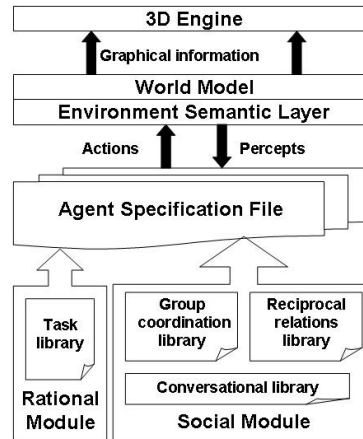 3D Engine
Graphical information
World Model
Environment Semantic Layer
Actions
Percepts
Agent Specification File
Task
library
Rational
Module
Group
coordination
library
Reciprocal
relations
library
Conversational library
Social Module